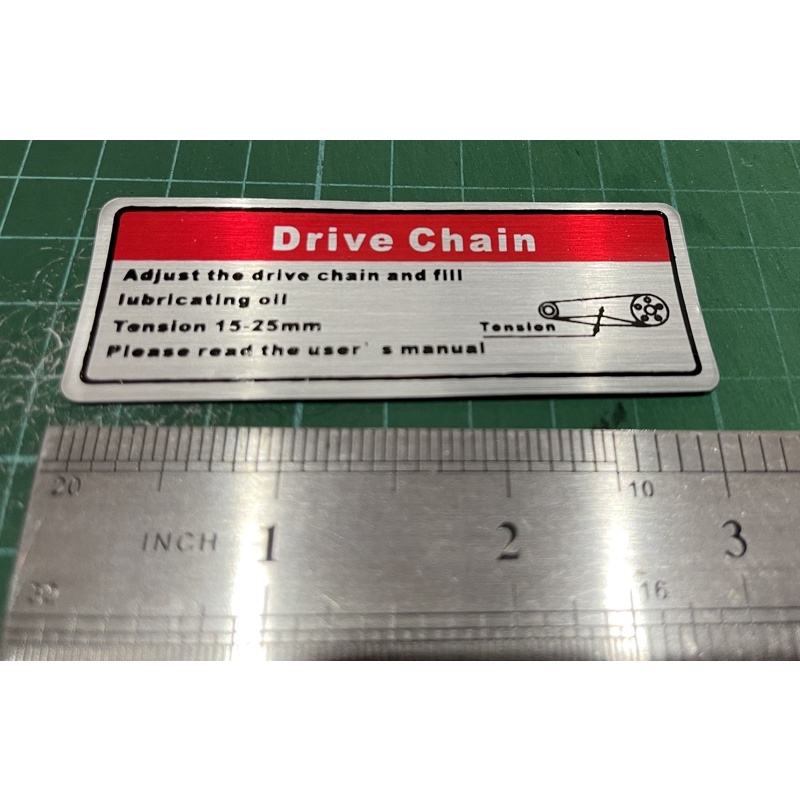 Drive Chain
Adjust the drive chain and fill
lubricating oil
Tension 15-25mm
Tension
Please read the user's manual
20 10
INCH 1 2 3
32 16